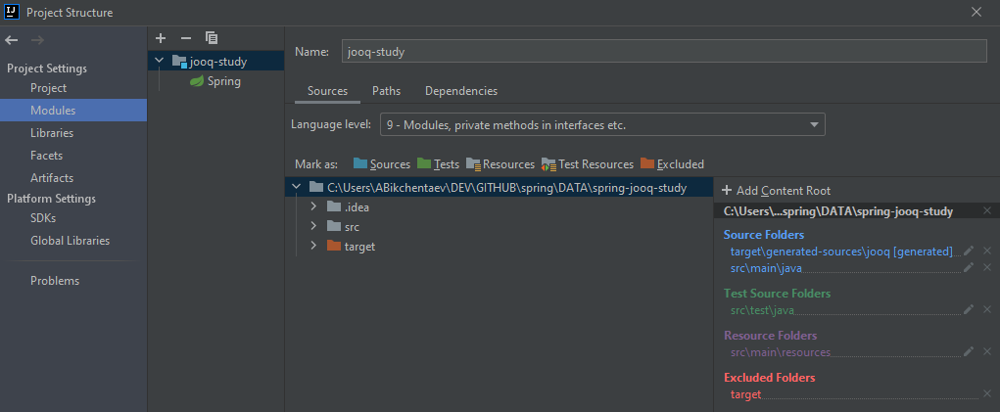 IJ
Project Structure
Project Settings
Project
Modules
Libraries
Facets
Artifacts
Platform Settings
SDKs
Global Libraries
Problems
jooq-study
Spring
Name: jooq-study
Sources Paths Dependencies
Language level: 9 - Modules, private methods in interfaces etc.
Mark as: Sources Tests Resources Test Resources Excluded
C:\Users\ABikchentaev\DEV\GITHUB\spring\DATA\spring-jooq-study
.idea
src
target
+ Add Content Root
C:\Users\...spring\DATA\spring-jooq-study
Source Folders
target\generated-sources\jooq [generated]
src\main\java
Test Source Folders
src\test\java
Resource Folders
src\main\resources
Excluded Folders
target